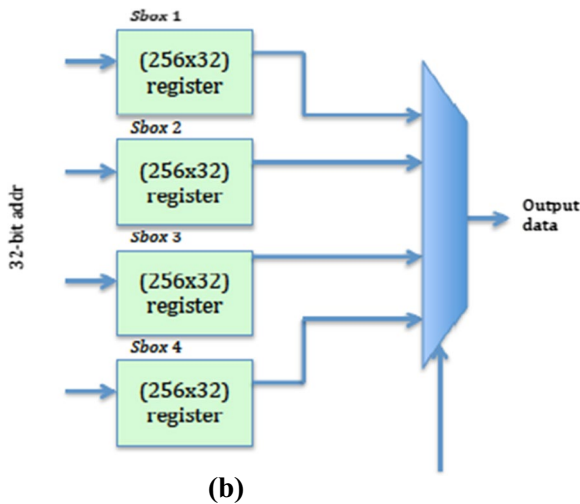 Sbox 1
(256x32)
register
Sbox 2
(256x32)
register
Sbox 3
(256x32)
register
Sbox 4
(256x32)
register
32-bit addr
Output
data
(b)